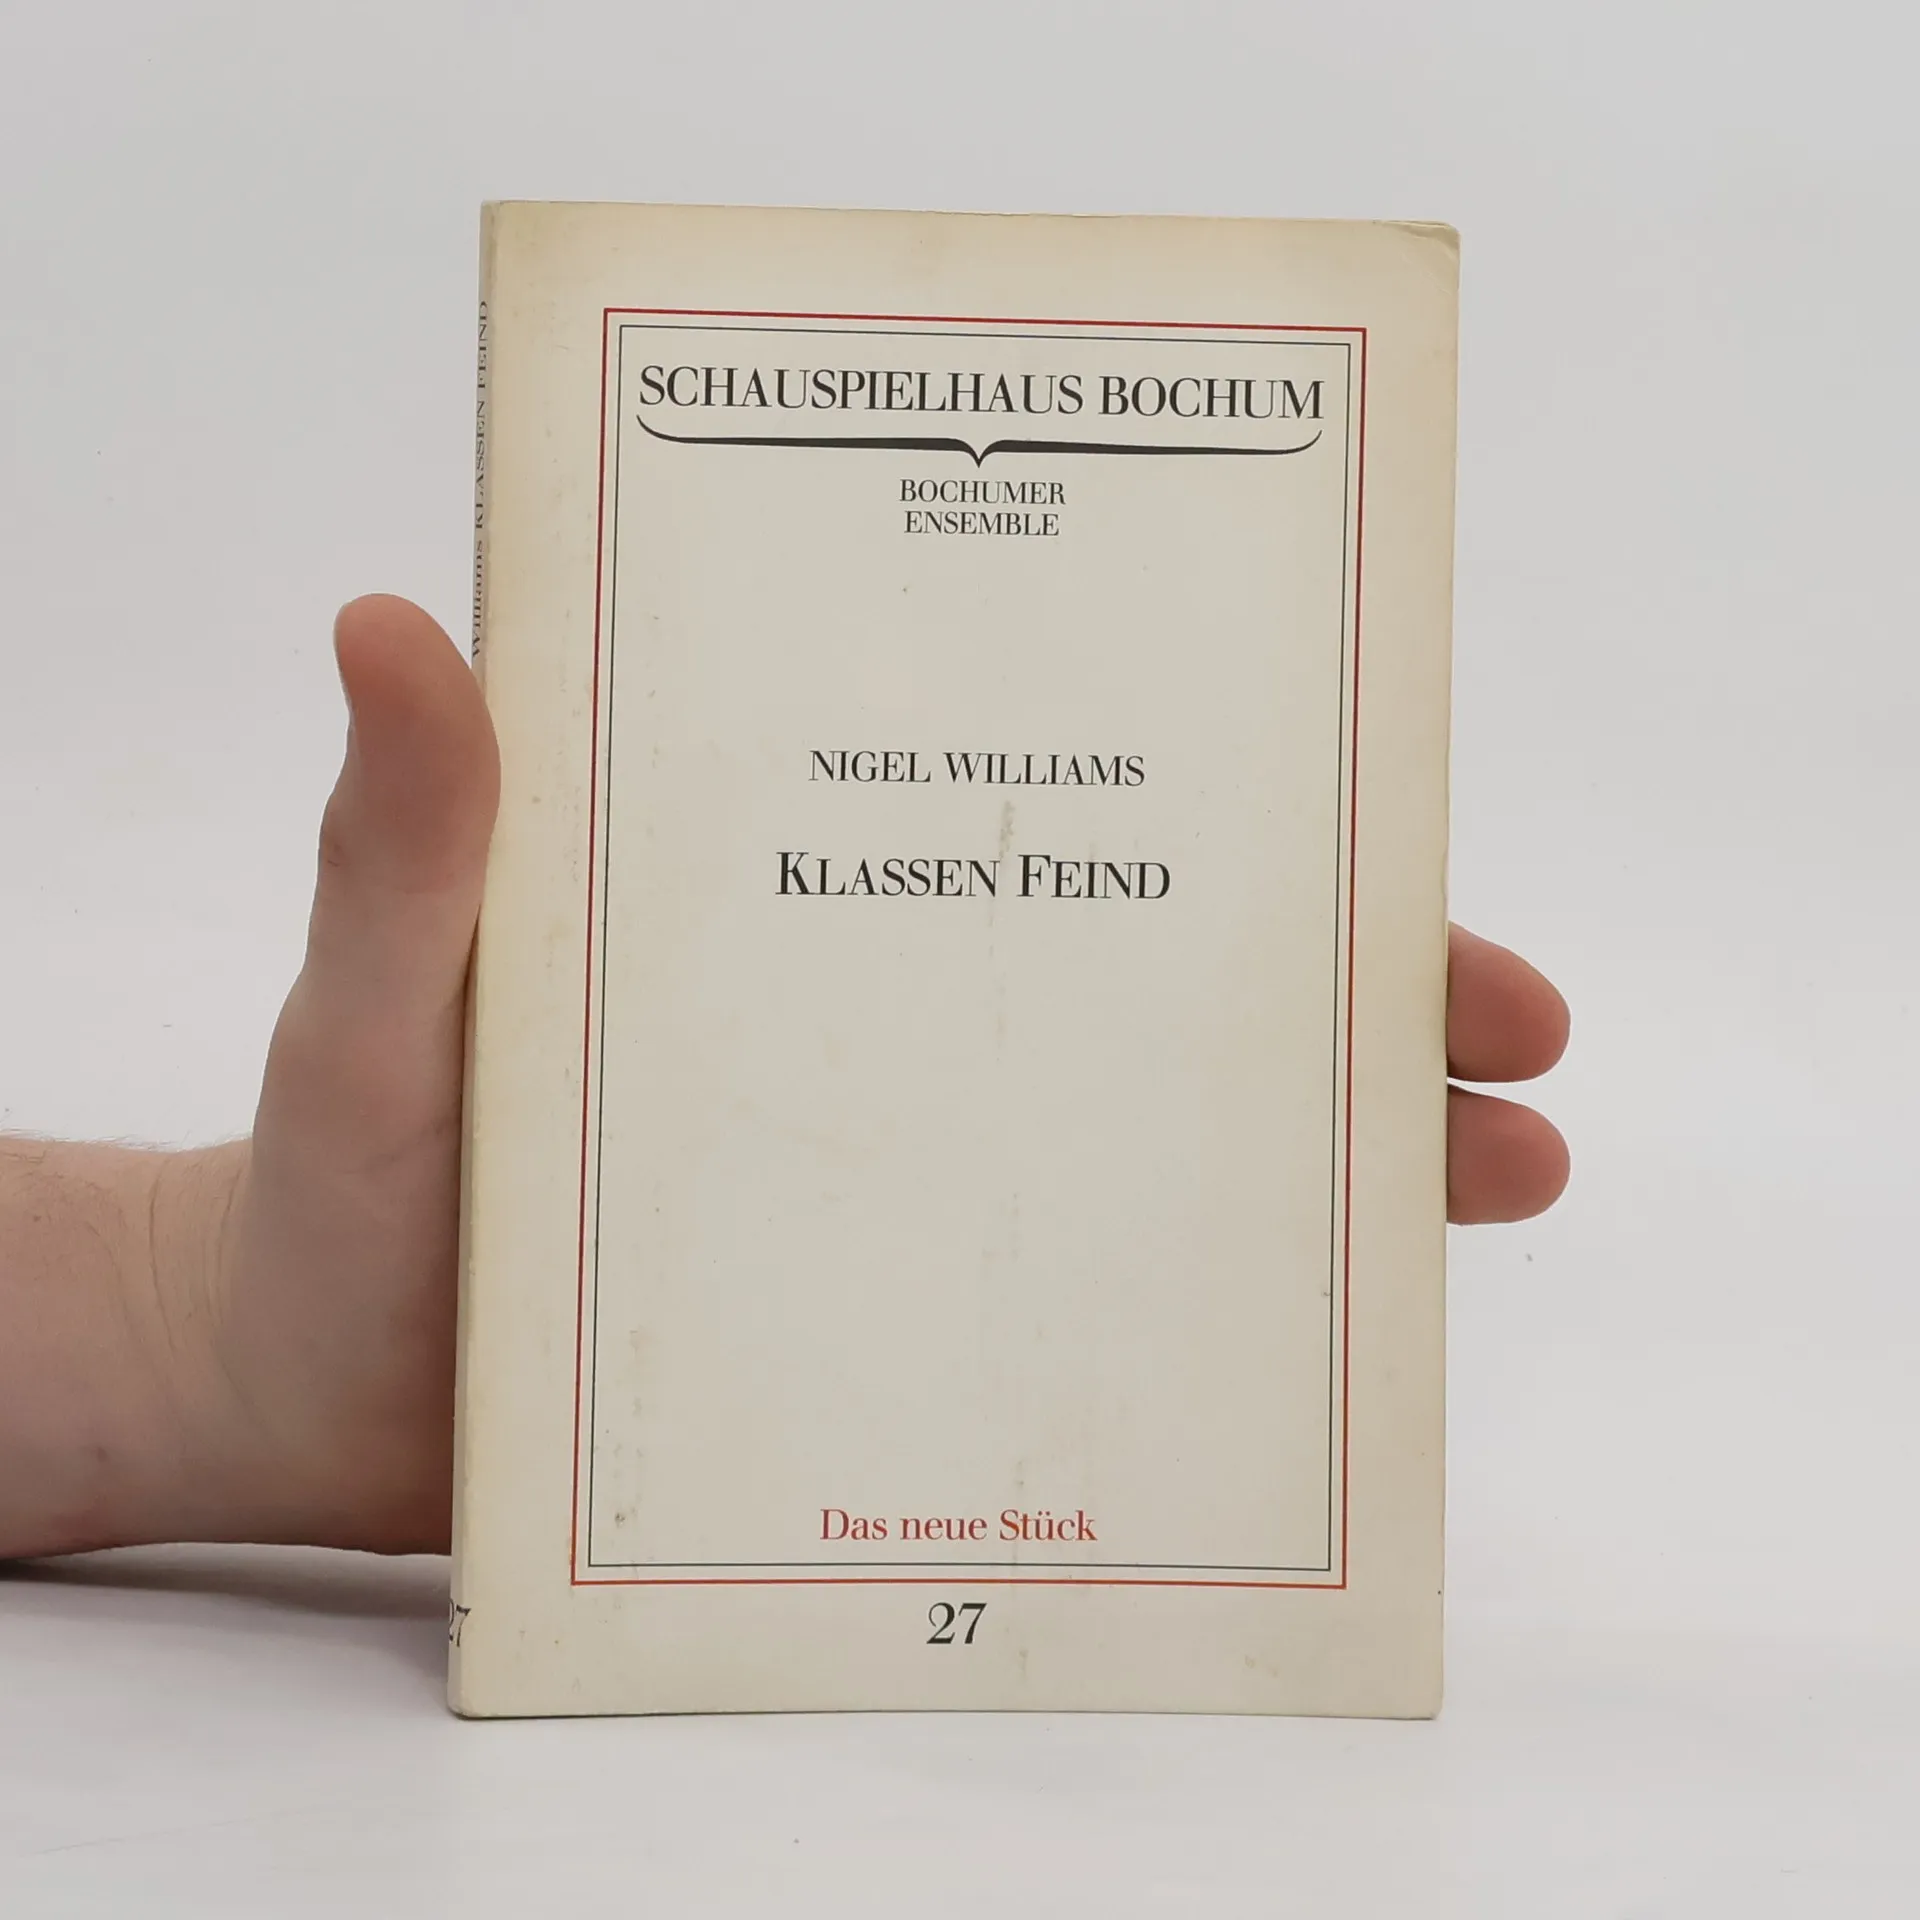 SCHAUSPIELHAUS BOCHUM
BOCHUMER
ENSEMBLE
NIGEL WILLIAMS
KLASSEN FEIND
Das neue Stück
27
Williams KLASSEN FEIND
27